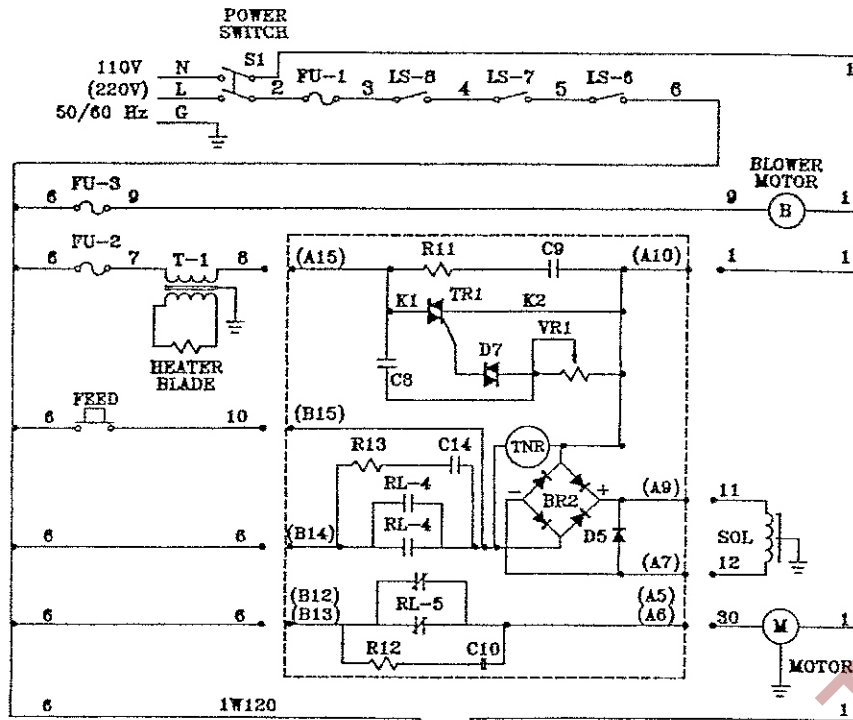 POWER
SWITCH
S1
110V N
(220V) L
50/60 Hz G
2 FU-1 3 LS-8 4 LS-7 5 LS-6 6
1
BLOWER
MOTOR
6 FU-3 9 9 B 1
6 FU-2 7 T-1 8 (A15) R11 C9 (A10) 1 1
K1 TR1 K2
VR1
D7
C8
HEATER
BLADE
FEED
6 10 (B15)
R13 C14 TNR
RL-4
- BR2 + (A9) 11
RL-4
6 6 (B14) D5 SOL
(A7) 12
(B12) (A5)
RL-5
6 6 (B13) (A6) 30 M 1
R12 C10
MOTOR
6 1W120 1